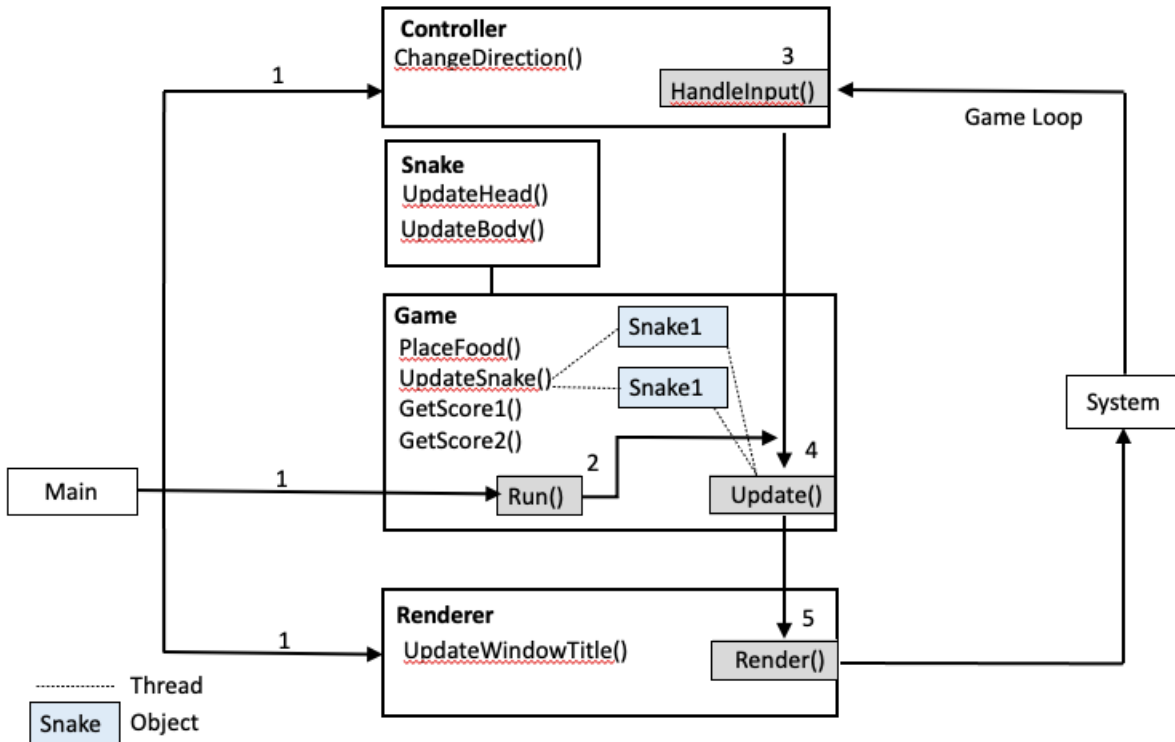 Controller
ChangeDirection()
3
HandleInput()
1
Game Loop
Snake
UpdateHead()
UpdateBody()
Game
PlaceFood()
UpdateSnake()
GetScore1()
GetScore2()
Snake1
Snake1
System
2
4
Main
1
Run()
Update()
Renderer
UpdateWindowTitle()
5
Render()
1
Thread
Snake
Object